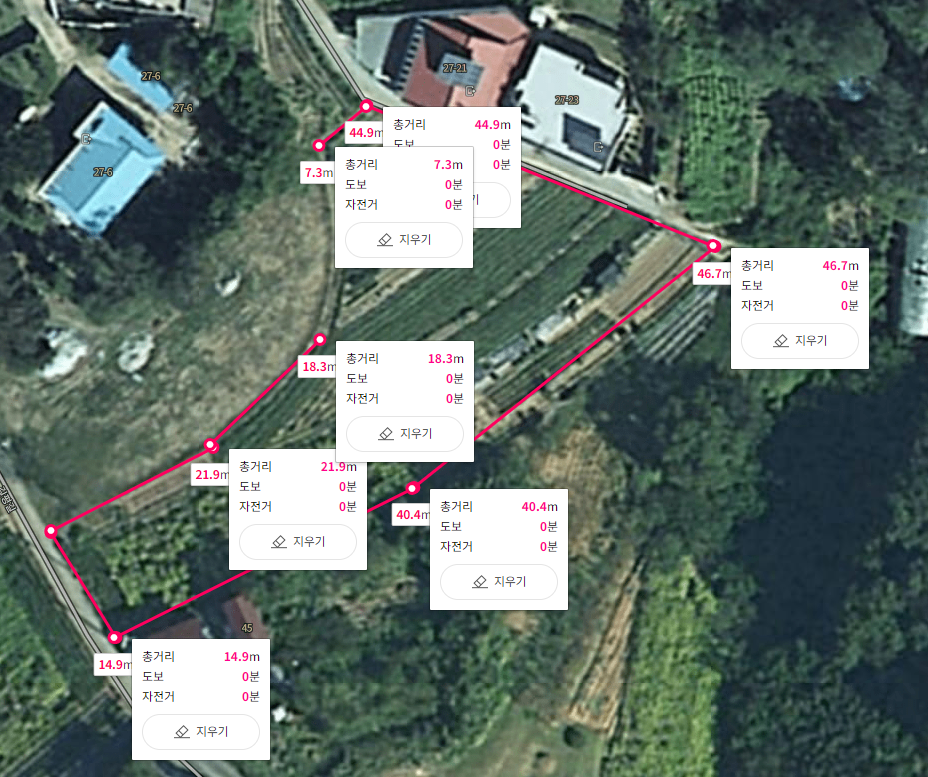 27-21
27-6
27-6
27-23
27-6
44.9m
총거리 44.9m
도보 0분
0분
7.3m
총거리 7.3m
도보 0분
자전거 0분
지우기
46.7m
총거리 46.7m
도보 0분
자전거 0분
지우기
18.3m
총거리 18.3m
도보 0분
자전거 0분
지우기
21.9m
총거리 21.9m
도보 0분
자전거 0분
지우기
40.4m
총거리 40.4m
도보 0분
자전거 0분
지우기
45
14.9m
총거리 14.9m
도보 0분
자전거 0분
지우기